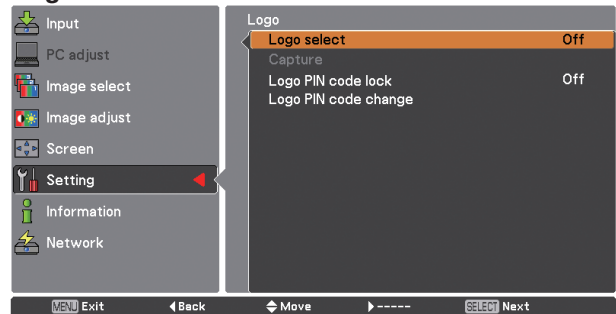 Input
PC adjust
Image select
Image adjust
Screen
Setting
Information
Network
Logo
Logo select Off
Capture
Logo PIN code lock Off
Logo PIN code change
MENU Exit Back Move ----- SELECT Next